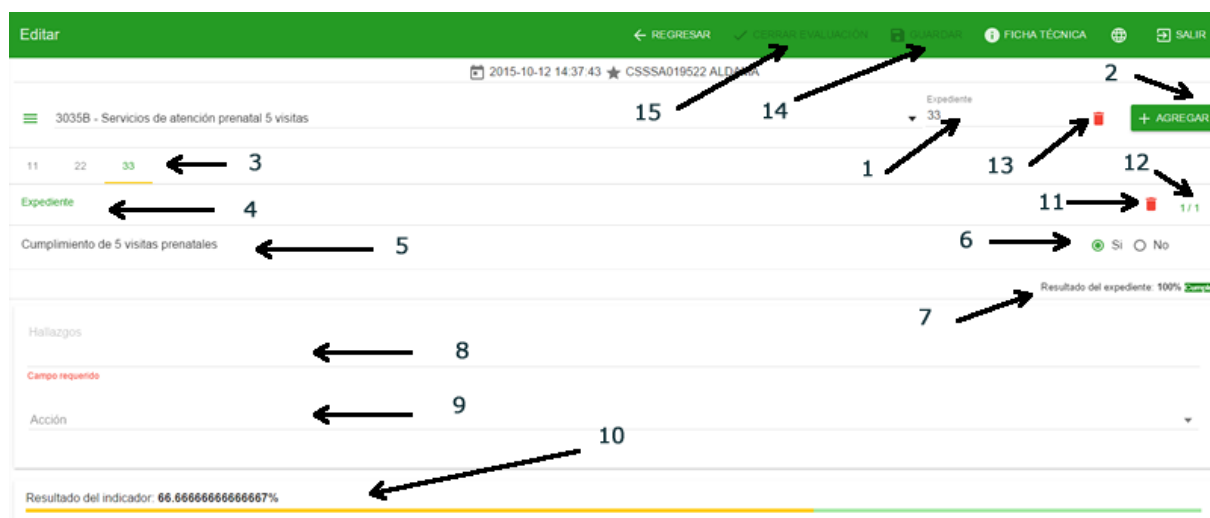 Editar
REGRESAR
CERRAR EVALUACIÓN
GUARDAR
FICHA TÉCNICA
SALIR
2015-10-12 14:37:43 CSSSA019522 ALDAMA
2
15
14
Expediente
3035B - Servicios de atención prenatal 5 visitas
33
+ AGREGAR
1
13
12
11 22 33
3
Expediente
4
11
1 / 1
Cumplimiento de 5 visitas prenatales
5
6
Si No
Resultado del expediente: 100%
7
Hallazgos
8
Campo requerido
9
Acción
10
Resultado del indicador: 66.66666666666667%